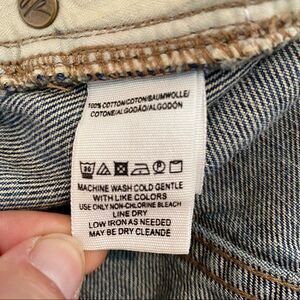 100% COTTON/COTON/BAUMWOLLE/
COTONE/ALGODÃO/ALGODÓN
30
MACHINE WASH COLD GENTLE
WITH LIKE COLORS
USE ONLY NON-CHLORINE BLEACH
LINE DRY
LOW IRON AS NEEDED
MAY BE DRY CLEANDE